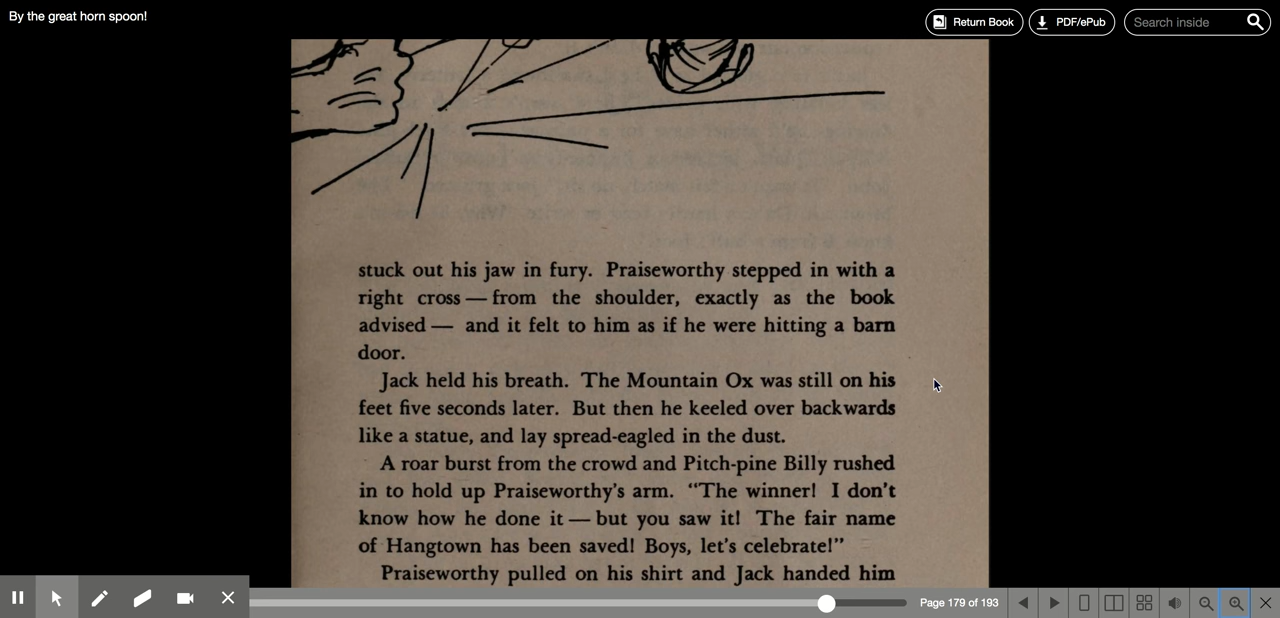 By the great horn spoon!
Return Book
PDF/ePub
Search inside
stuck out his jaw in fury. Praiseworthy stepped in with a
right cross — from the shoulder, exactly as the book
advised — and it felt to him as if he were hitting a barn
door.
Jack held his breath. The Mountain Ox was still on his
feet five seconds later. But then he keeled over backwards
like a statue, and lay spread-eagled in the dust.
A roar burst from the crowd and Pitch-pine Billy rushed
in to hold up Praiseworthy's arm. “The winner! I don't
know how he done it — but you saw it! The fair name
of Hangtown has been saved! Boys, let's celebrate!”
Praiseworthy pulled on his shirt and Jack handed him
Page 179 of 193